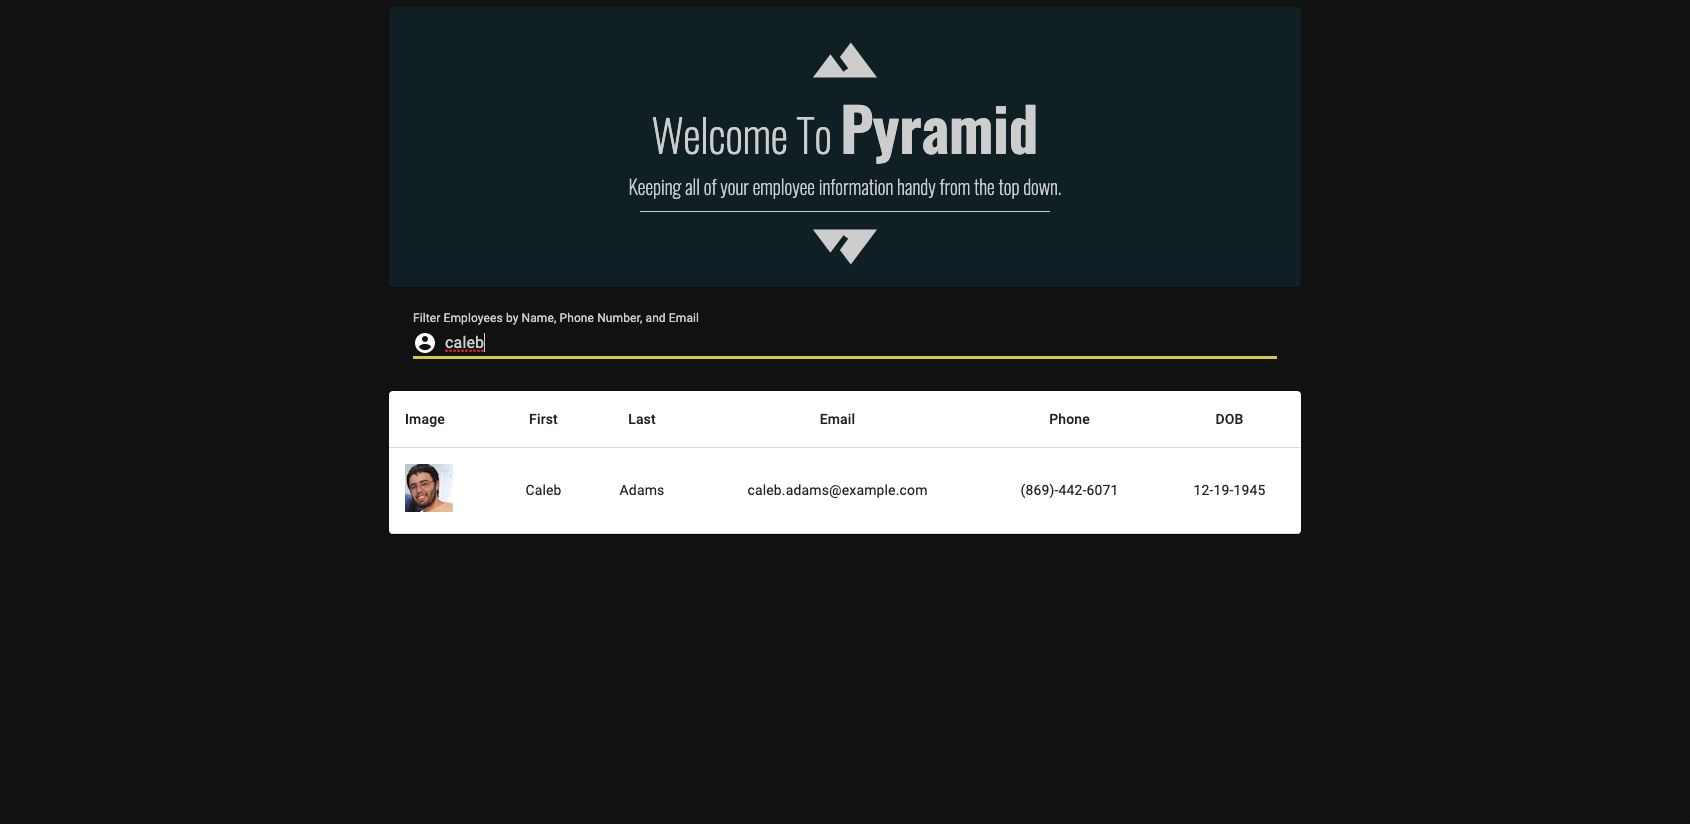 Welcome To Pyramid
Keeping all of your employee information handy from the top down.
Filter Employees by Name, Phone Number, and Email
caleb
Image First Last Email Phone DOB
Caleb Adams caleb.adams@example.com (869)-442-6071 12-19-1945